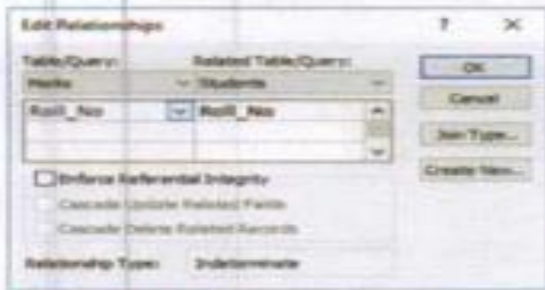 Edit Relationships ? ×
Table/Query: Related Table/Query:
Marks Students
OK
Roll_No Roll_No
Cancel
Join Type...
Create New...
Enforce Referential Integrity
Cascade Update Related Fields
Cascade Delete Related Records
Relationship Type: Indeterminate